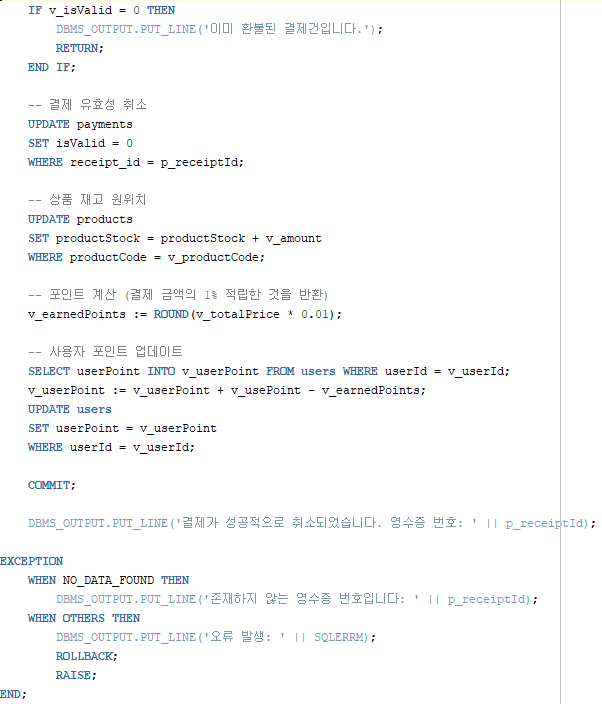 IF v_isValid = 0 THEN
DBMS_OUTPUT.PUT_LINE('이미 환불된 결제건입니다.');
RETURN;
END IF;
-- 결제 유효성 취소
UPDATE payments
SET isValid = 0
WHERE receipt_id = p_receiptId;
-- 상품 재고 원위치
UPDATE products
SET productStock = productStock + v_amount
WHERE productCode = v_productCode;
-- 포인트 계산 (결제 금액의 1% 적립한 것을 반환)
v_earnedPoints := ROUND(v_totalPrice * 0.01);
-- 사용자 포인트 업데이트
SELECT userPoint INTO v_userPoint FROM users WHERE userId = v_userId;
v_userPoint := v_userPoint + v_usePoint - v_earnedPoints;
UPDATE users
SET userPoint = v_userPoint
WHERE userId = v_userId;
COMMIT;
DBMS_OUTPUT.PUT_LINE('결제가 성공적으로 취소되었습니다. 영수증 번호: ' || p_receiptId);
EXCEPTION
WHEN NO_DATA_FOUND THEN
DBMS_OUTPUT.PUT_LINE('존재하지 않는 영수증 번호입니다: ' || p_receiptId);
WHEN OTHERS THEN
DBMS_OUTPUT.PUT_LINE('오류 발생: ' || SQLERRM);
ROLLBACK;
RAISE;
END;